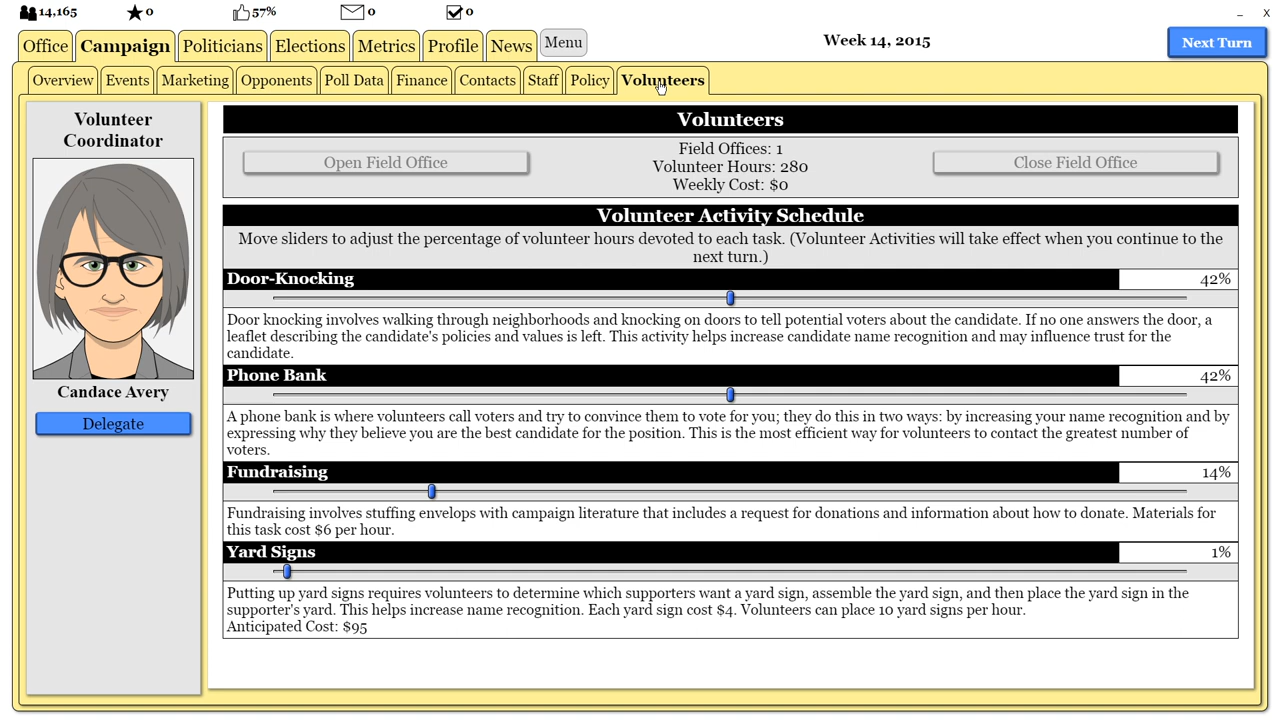 14,165 0 57% 0 0
_ X
Office Campaign Politicians Elections Metrics Profile News Menu Week 14, 2015 Next Turn
Overview Events Marketing Opponents Poll Data Finance Contacts Staff Policy Volunteers
Volunteer
Coordinator
Candace Avery
Delegate
Volunteers
Open Field Office
Field Offices: 1
Volunteer Hours: 280
Weekly Cost: $0
Close Field Office
Volunteer Activity Schedule
Move sliders to adjust the percentage of volunteer hours devoted to each task. (Volunteer Activities will take effect when you continue to the
next turn.)
Door-Knocking 42%
Door knocking involves walking through neighborhoods and knocking on doors to tell potential voters about the candidate. If no one answers the door, a
leaflet describing the candidate's policies and values is left. This activity helps increase candidate name recognition and may influence trust for the
candidate.
Phone Bank 42%
A phone bank is where volunteers call voters and try to convince them to vote for you; they do this in two ways: by increasing your name recognition and by
expressing why they believe you are the best candidate for the position. This is the most efficient way for volunteers to contact the greatest number of
voters.
Fundraising 14%
Fundraising involves stuffing envelops with campaign literature that includes a request for donations and information about how to donate. Materials for
this task cost $6 per hour.
Yard Signs 1%
Putting up yard signs requires volunteers to determine which supporters want a yard sign, assemble the yard sign, and then place the yard sign in the
supporter's yard. This helps increase name recognition. Each yard sign cost $4. Volunteers can place 10 yard signs per hour.
Anticipated Cost: $95